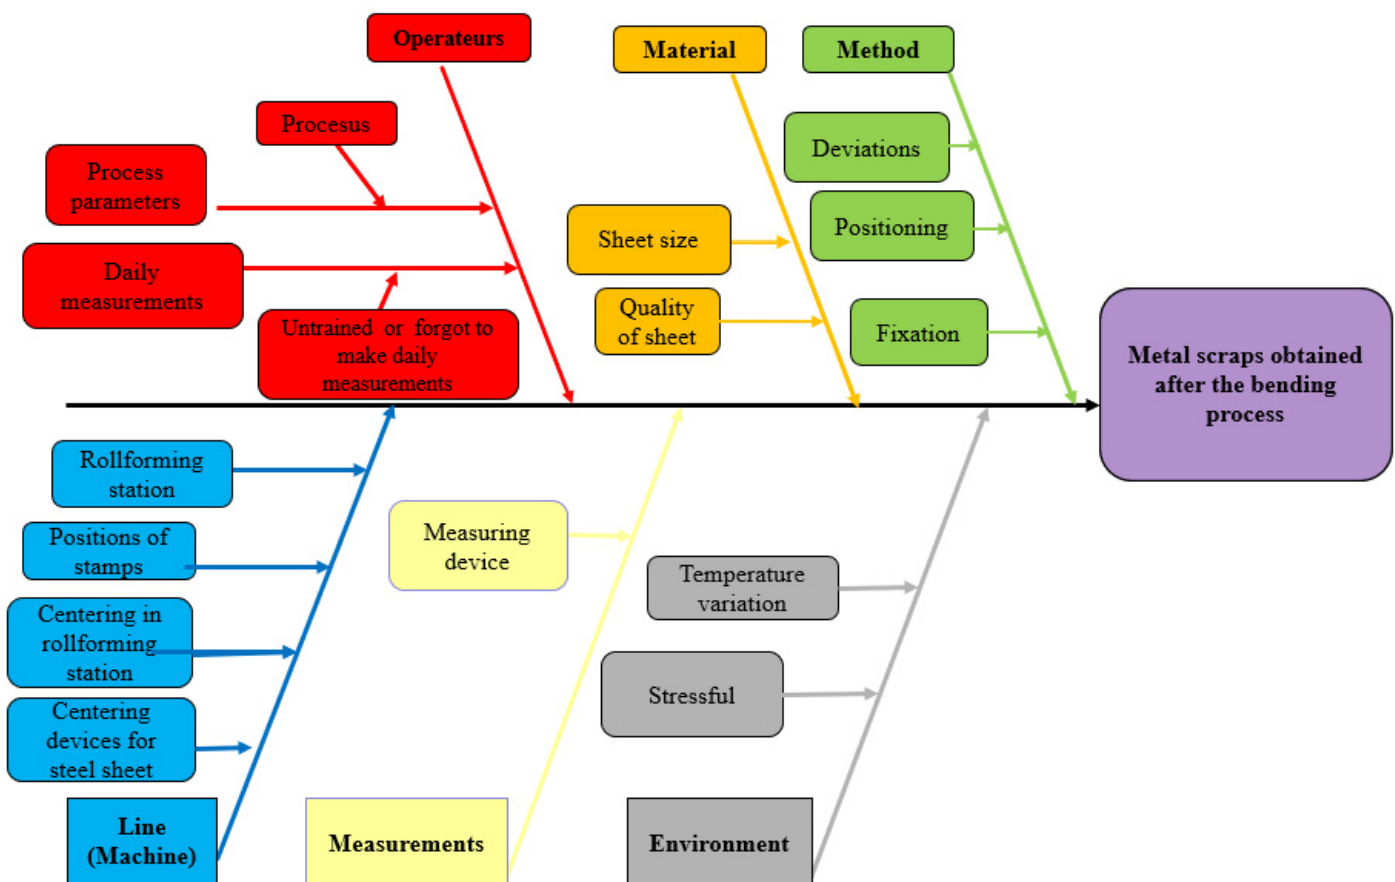 Operateurs
Material
Method
Procesus
Process
parameters
Daily
measurements
Untrained or forgot to
make daily
measurements
Sheet size
Quality
of sheet
Deviations
Positioning
Fixation
Metal scraps obtained
after the bending
process
Rollforming
station
Positions of
stamps
Centering in
rollforming
station
Centering
devices for
steel sheet
Line
(Machine)
Measuring
device
Measurements
Temperature
variation
Stressful
Environment